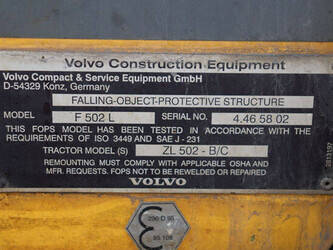 Volvo Construction Equipment
Volvo Compact & Service Equipment GmbH
D-54329 Konz, Germany
FALLING-OBJECT-PROTECTIVE STRUCTURE
MODEL F 502 L SERIAL NO. 4.46 58 02
THIS FOPS MODEL HAS BEEN TESTED IN ACCORDANCE WITH THE
REQUIREMENTS OF ISO 3449 AND SAE J - 231
TRACTOR MODEL (S) ZL 502 - B/C
REMOUNTING MUST COMPLY WITH APPLICABLE OSHA AND
MFR. REQUESTS. FOPS NOT TO BE REWELDED OR REPAIRED
VOLVO